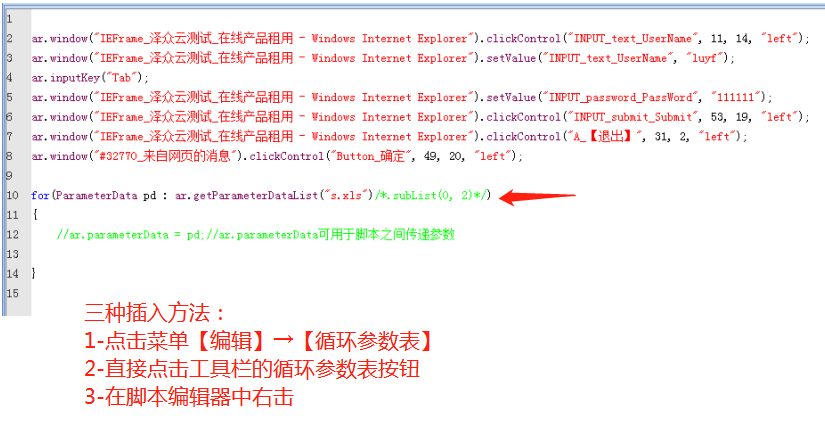 1
2 ar.window("IEFrame_泽众云测试_在线产品租用 - Windows Internet Explorer").clickControl("INPUT_text_UserName", 11, 14, "left");
3 ar.window("IEFrame_泽众云测试_在线产品租用 - Windows Internet Explorer").setValue("INPUT_text_UserName", "luyf");
4 ar.inputKey("Tab");
5 ar.window("IEFrame_泽众云测试_在线产品租用 - Windows Internet Explorer").setValue("INPUT_password_PassWord", "111111");
6 ar.window("IEFrame_泽众云测试_在线产品租用 - Windows Internet Explorer").clickControl("INPUT_submit_Submit", 53, 19, "left");
7 ar.window("IEFrame_泽众云测试_在线产品租用 - Windows Internet Explorer").clickControl("A_【退出】", 31, 2, "left");
8 ar.window("#32770_来自网页的消息").clickControl("Button_确定", 49, 20, "left");
9
10 for(ParameterData pd : ar.getParameterDataList("s.xls")/*.subList(0, 2)*/)
11 {
12 //ar.parameterData = pd;//ar.parameterData可用于脚本之间传递参数
13
14 }
15
三种插入方法：
1-点击菜单【编辑】→【循环参数表】
2-直接点击工具栏的循环参数表按钮
3-在脚本编辑器中右击